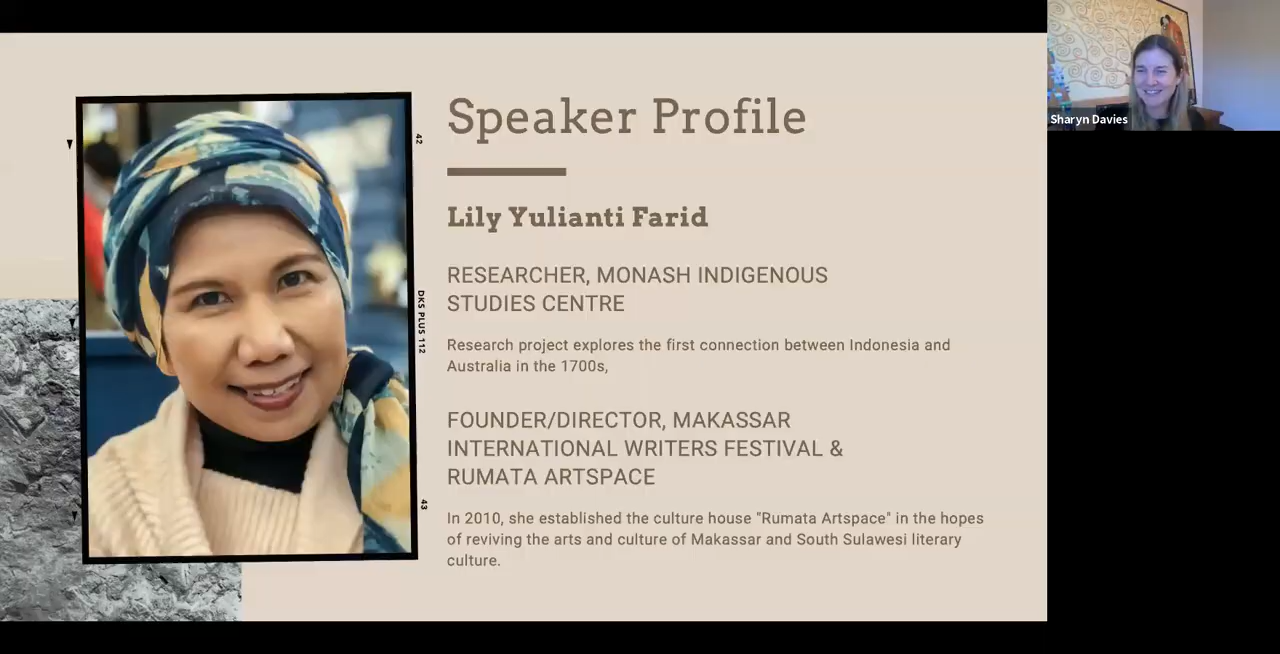 Speaker Profile
Lily Yulianti Farid
RESEARCHER, MONASH INDIGENOUS
STUDIES CENTRE
Research project explores the first connection between Indonesia and
Australia in the 1700s,
FOUNDER/DIRECTOR, MAKASSAR
INTERNATIONAL WRITERS FESTIVAL &
RUMATA ARTSPACE
In 2010, she established the culture house "Rumata Artspace" in the hopes
of reviving the arts and culture of Makassar and South Sulawesi literary
culture.
42
DKS PLUS 112
43
Sharyn Davies